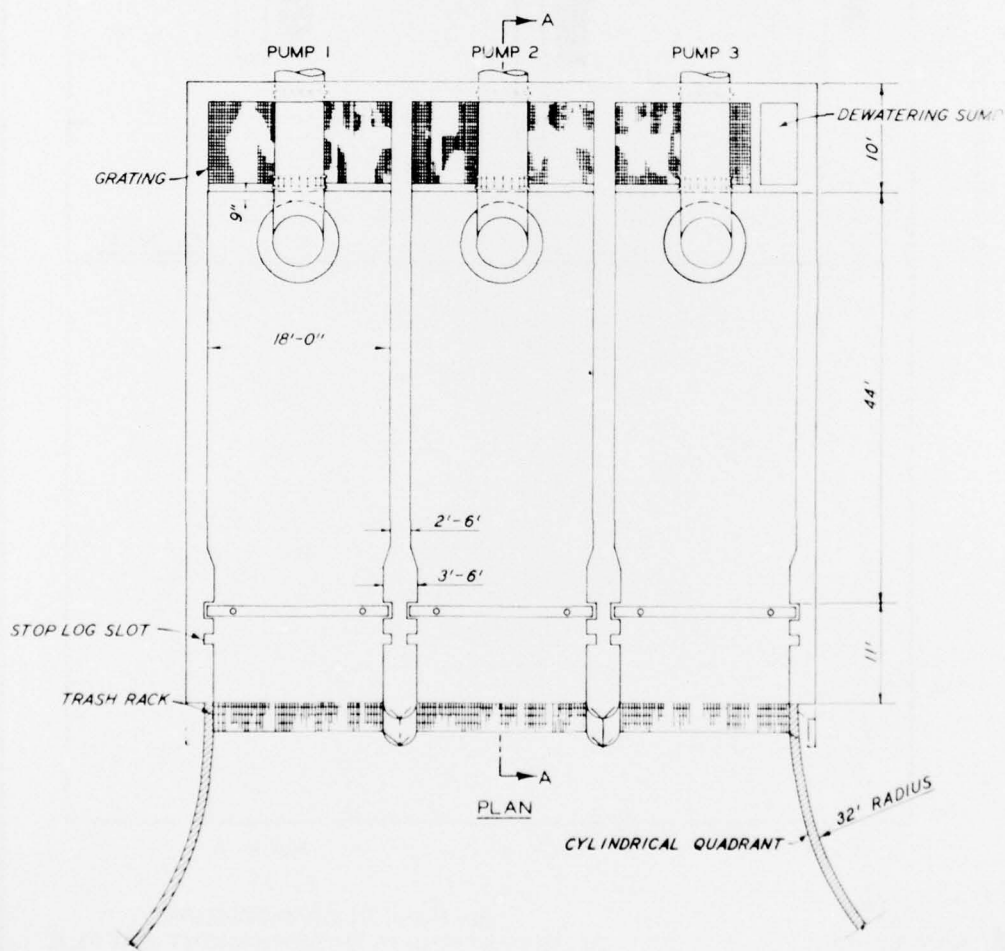 A
PUMP 1
PUMP 2
PUMP 3
DEWATERING SUMP
10'
GRATING
9"
18'-0"
44'
2'-6'
3'-6'
STOP LOG SLOT
11'
TRASH RACK
A
PLAN
32' RADIUS
CYLINDRICAL QUADRANT